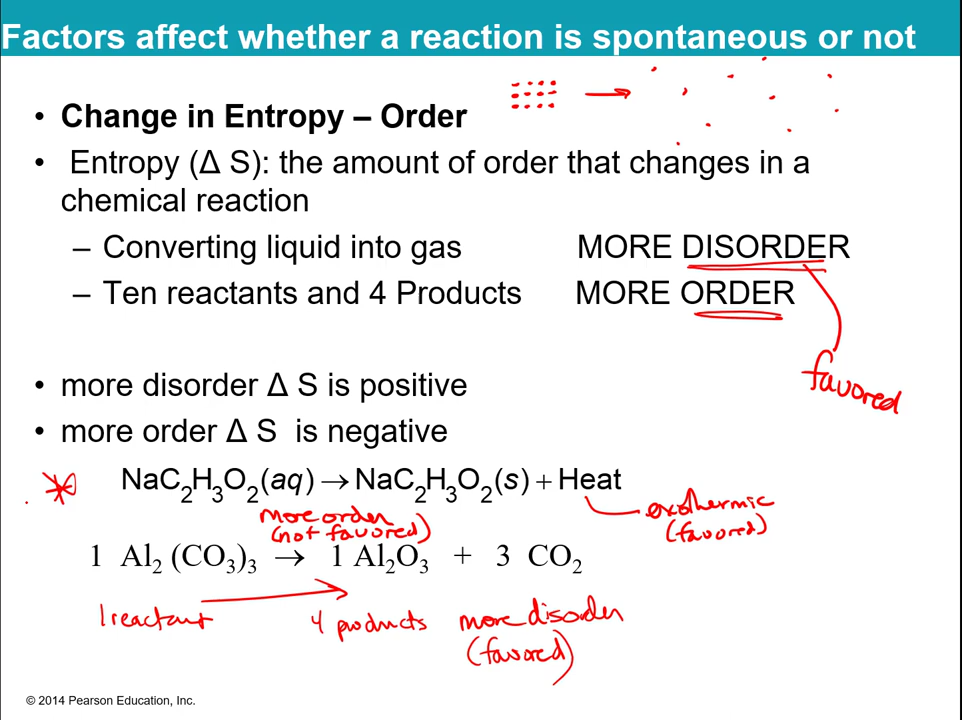 Factors affect whether a reaction is spontaneous or not
• Change in Entropy – Order
• Entropy (Δ S): the amount of order that changes in a
chemical reaction
– Converting liquid into gas MORE DISORDER
– Ten reactants and 4 Products MORE ORDER
favored
• more disorder Δ S is positive
• more order Δ S is negative
NaC₂H₃O₂(aq) → NaC₂H₃O₂(s) + Heat
more order
(not favored)
exothermic
(favored)
1 Al₂ (CO₃)₃ → 1 Al₂O₃ + 3 CO₂
1 reactant 4 products more disorder
(favored)
© 2014 Pearson Education, Inc.